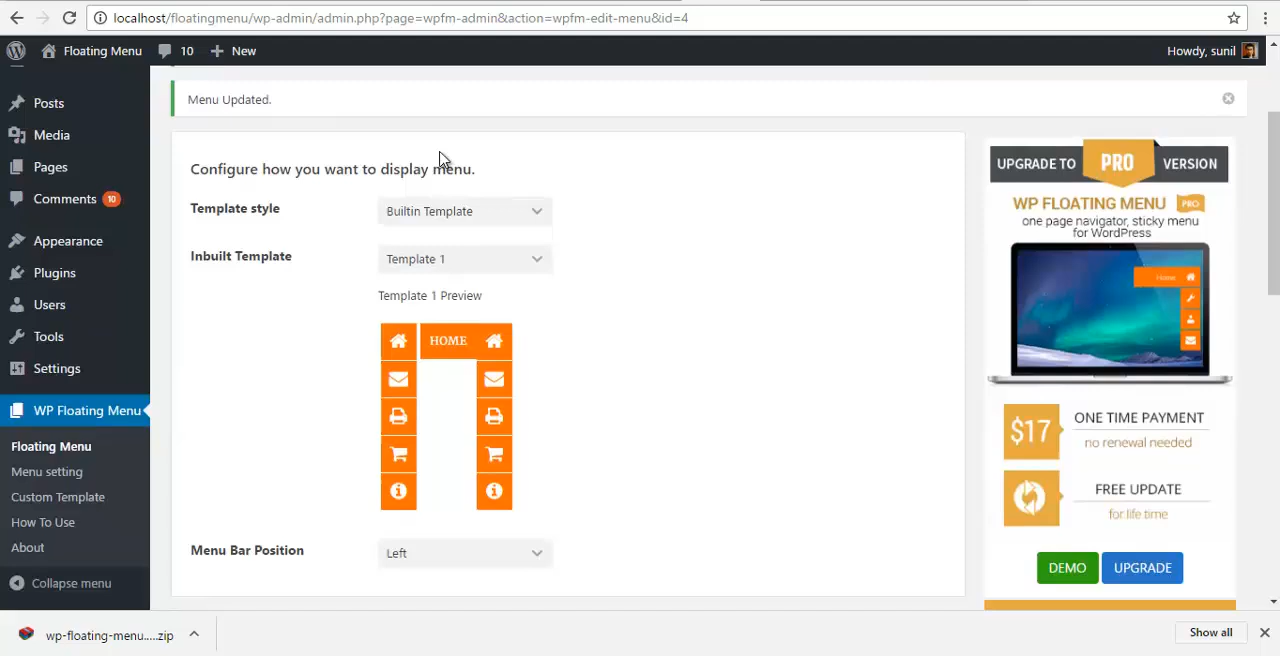 localhost/floatingmenu/wp-admin/admin.php?page=wpfm-admin&action=wpfm-edit-menu&id=4
Floating Menu 10 New Howdy, sunil
Posts
Media
Pages
Comments 10
Appearance
Plugins
Users
Tools
Settings
WP Floating Menu
Floating Menu
Menu setting
Custom Template
How To Use
About
Collapse menu
Menu Updated.
Configure how you want to display menu.
Template style Builtin Template
Inbuilt Template Template 1
Template 1 Preview
HOME
Menu Bar Position Left
UPGRADE TO PRO VERSION
WP FLOATING MENU PRO
one page navigator, sticky menu
for WordPress
Home
$17 ONE TIME PAYMENT
no renewal needed
FREE UPDATE
for life time
DEMO UPGRADE
wp-floating-menu....zip Show all